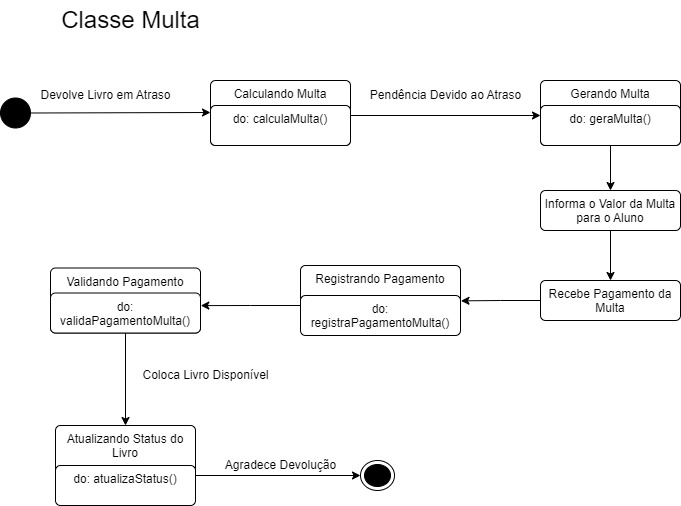 Classe Multa
Devolve Livro em Atraso
Calculando Multa
do: calculaMulta()
Pendência Devido ao Atraso
Gerando Multa
do: geraMulta()
Informa o Valor da Multa
para o Aluno
Recebe Pagamento da
Multa
Registrando Pagamento
do:
registraPagamentoMulta()
Validando Pagamento
do:
validaPagamentoMulta()
Coloca Livro Disponível
Atualizando Status do
Livro
do: atualizaStatus()
Agradece Devolução